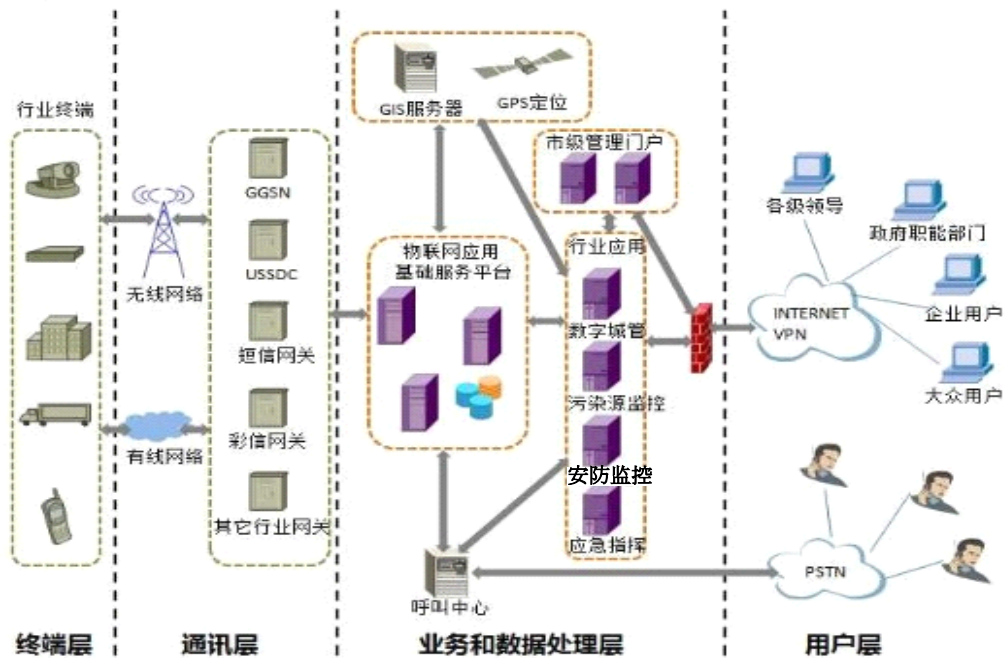 行业终端
无线网络
有线网络
GGSN
USSDC
短信网关
彩信网关
其它行业网关
GIS服务器
GPS定位
市级管理门户
物联网应用
基础服务平台
行业应用
数字城管
污染源监控
安防监控
应急指挥
呼叫中心
各级领导
政府职能部门
企业用户
大众用户
INTERNET
VPN
PSTN
终端层
通讯层
业务和数据处理层
用户层